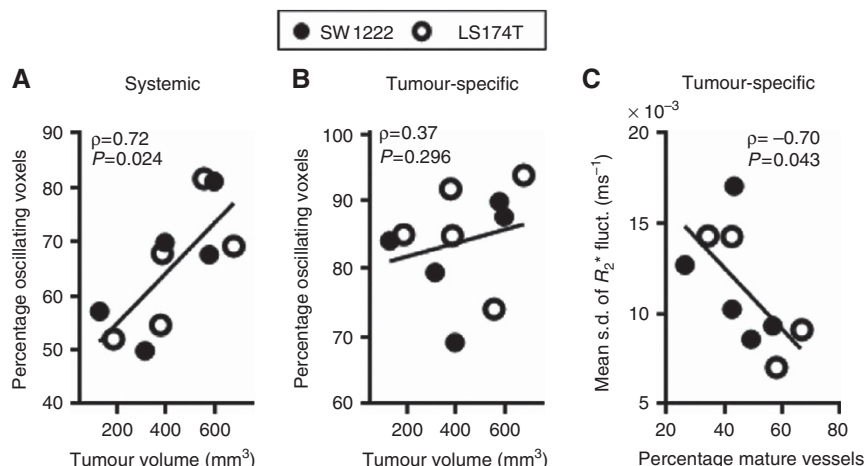 SW1222 LS174T
A Systemic
ρ=0.72
P=0.024
Percentage oscillating voxels
90
80
70
60
50
40
200 400 600
Tumour volume (mm³)
B Tumour-specific
ρ=0.37
P=0.296
Percentage oscillating voxels
100
90
80
70
60
200 400 600
Tumour volume (mm³)
C Tumour-specific
× 10⁻³
ρ= –0.70
P=0.043
Mean s.d. of R₂* fluct. (ms⁻¹)
20
15
10
5
20 40 60 80
Percentage mature vessels